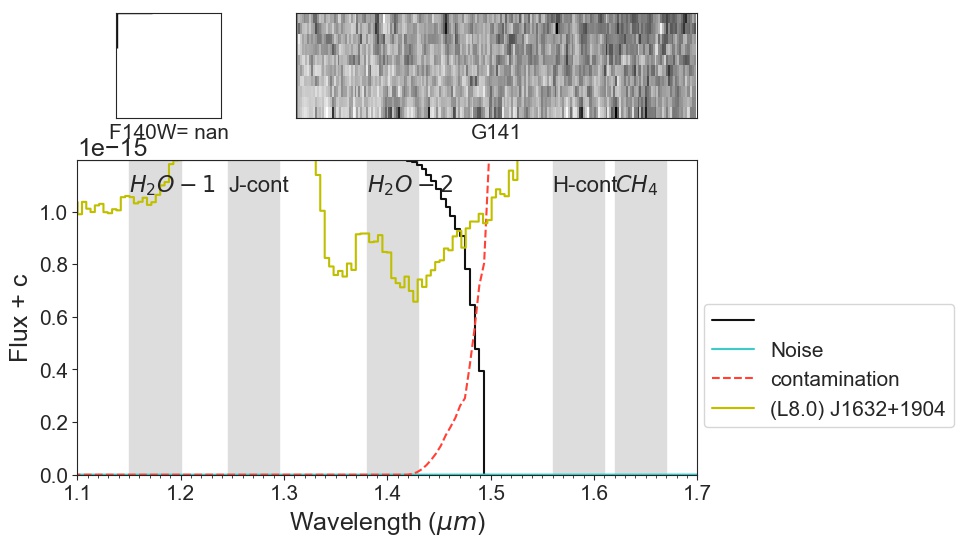 F140W= nan
G141
1e−15
H₂O − 1
J-cont
H₂O − 2
H-cont
CH₄
1.0
0.8
0.6
0.4
0.2
0.0
Flux + c
1.1
1.2
1.3
1.4
1.5
1.6
1.7
Wavelength (μm)
Noise
contamination
(L8.0) J1632+1904